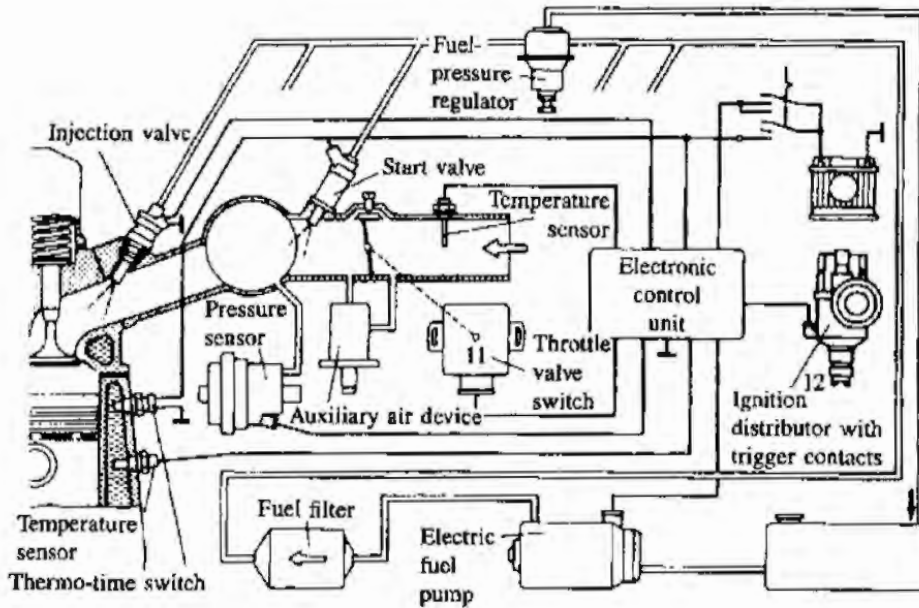 Fuel-
pressure
regulator
Injection valve
Start valve
Temperature
sensor
Electronic
control
unit
Pressure
sensor
11
Throttle
valve
switch
Auxiliary air device
12
Ignition
distributor with
trigger contacts
Temperature
sensor
Thermo-time switch
Fuel filter
Electric
fuel
pump